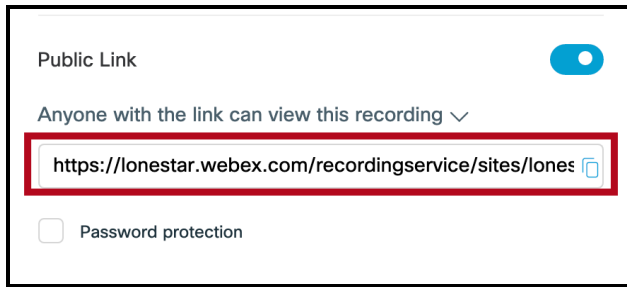 Public Link
Anyone with the link can view this recording
https://lonestar.webex.com/recordingservice/sites/lones
Password protection